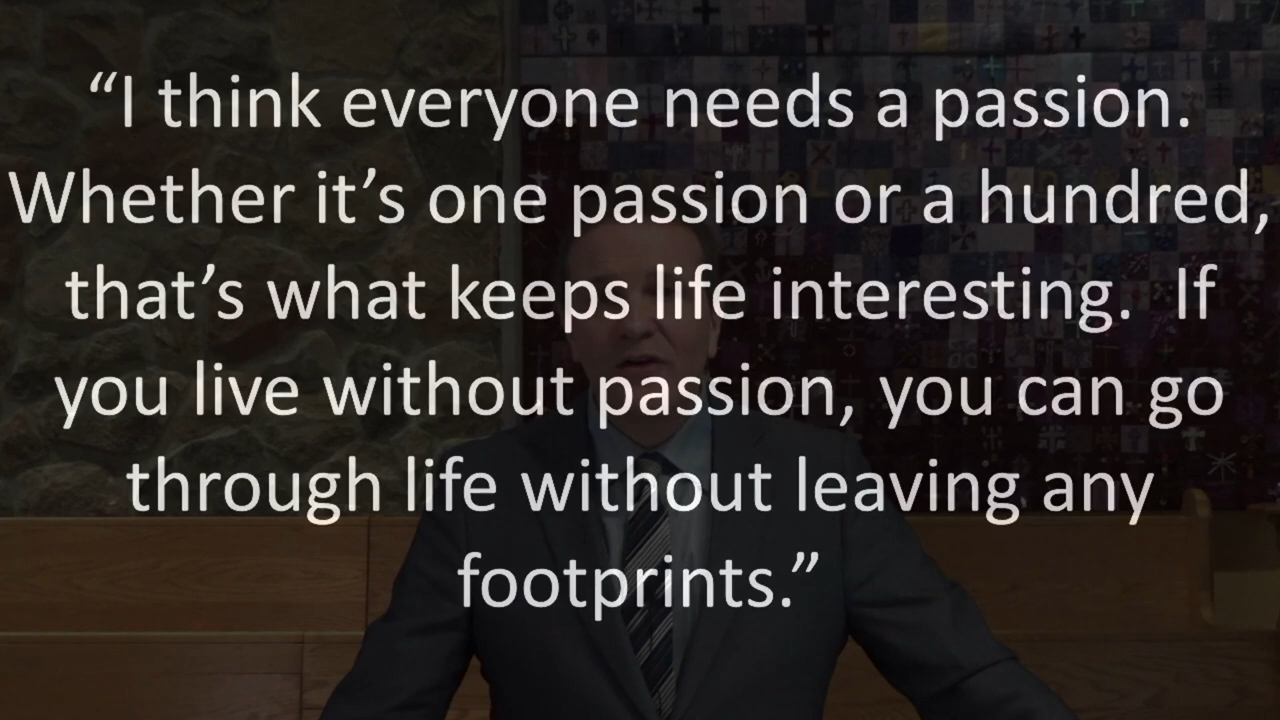 “I think everyone needs a passion.
Whether it’s one passion or a hundred,
that’s what keeps life interesting.  If
you live without passion, you can go
through life without leaving any
footprints.”